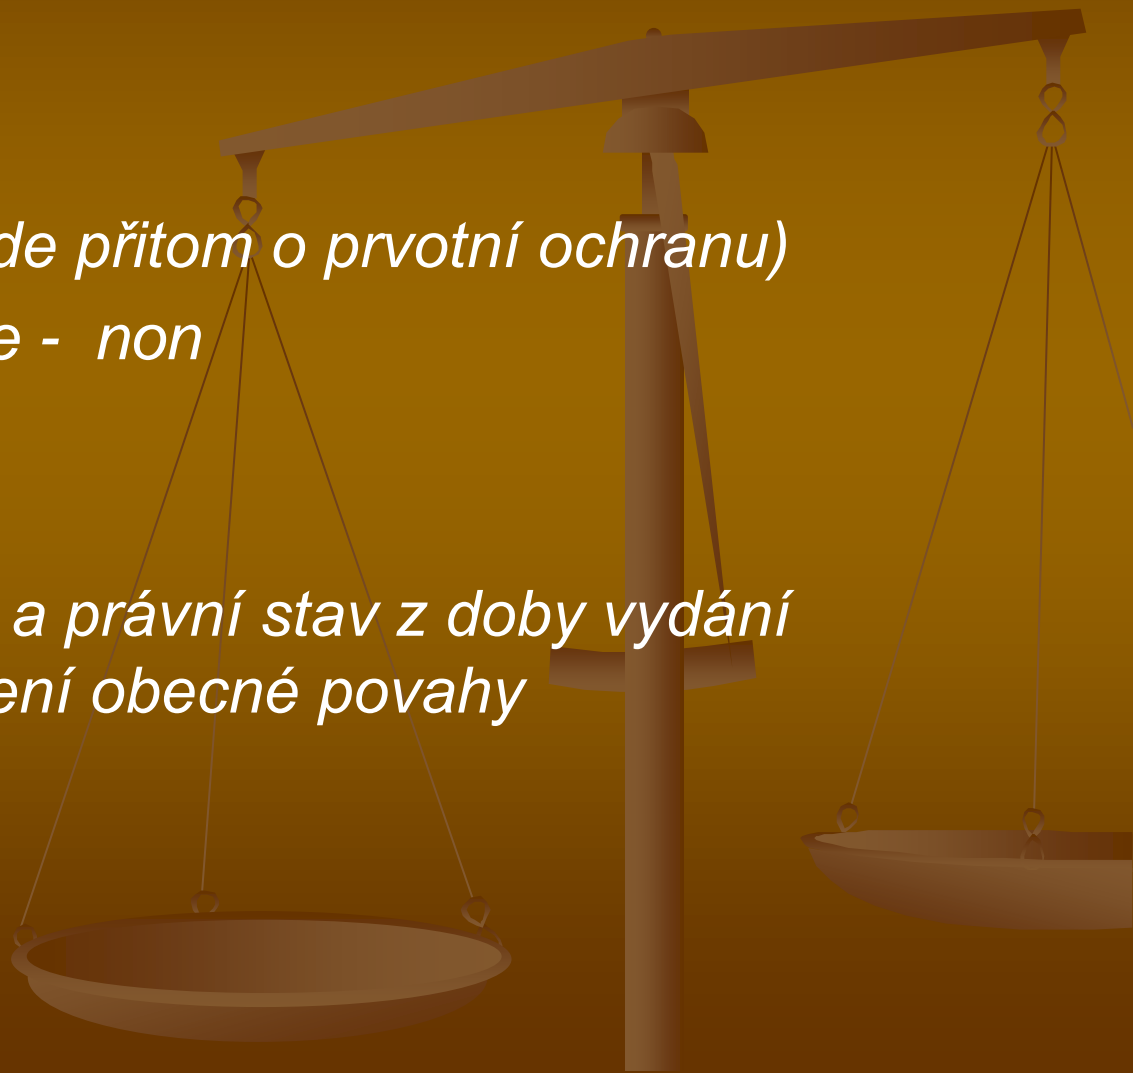 de přitom o prvotní ochranu)
e - non
a právní stav z doby vydání
ení obecné povahy